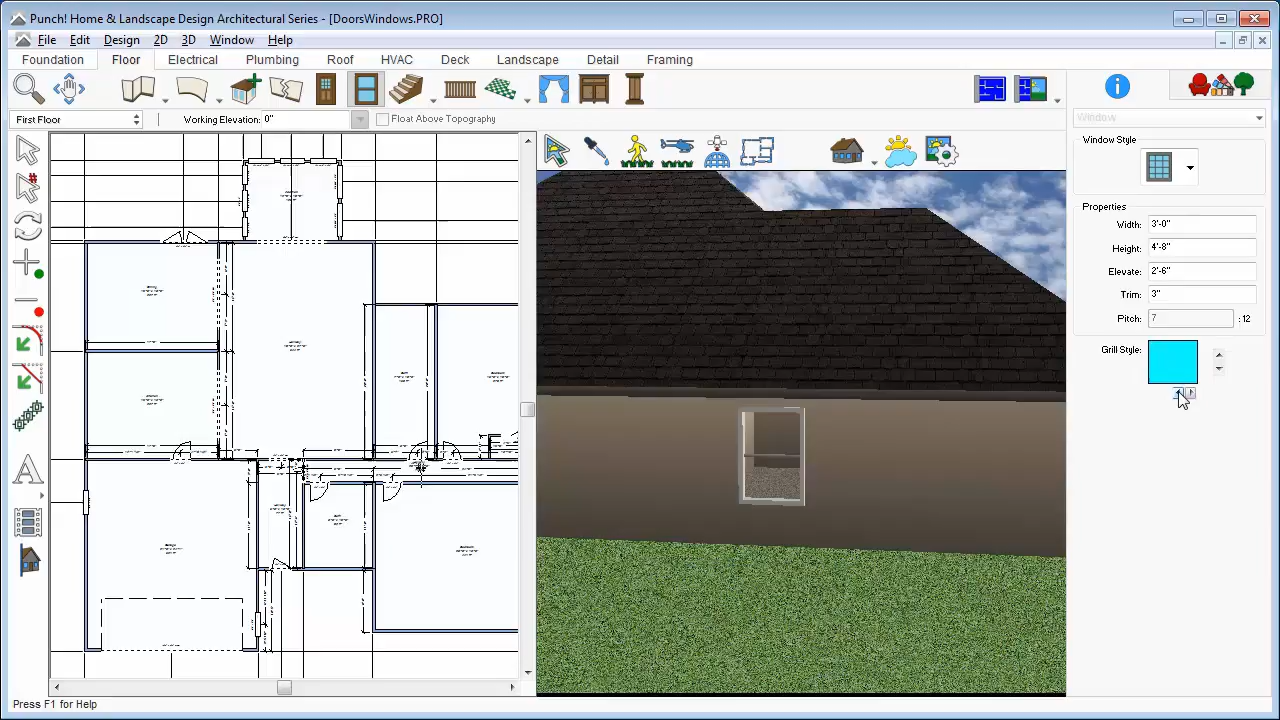 Punch! Home & Landscape Design Architectural Series - [DoorsWindows.PRO]
File Edit Design 2D 3D Window Help
Foundation Floor Electrical Plumbing Roof HVAC Deck Landscape Detail Framing
First Floor Working Elevation: 0" Float Above Topography
Window
Window Style
Properties
Width: 3'-0"
Height: 4'-8"
Elevate: 2'-6"
Trim: 3"
Pitch: 7 : 12
Grill Style:
Press F1 for Help